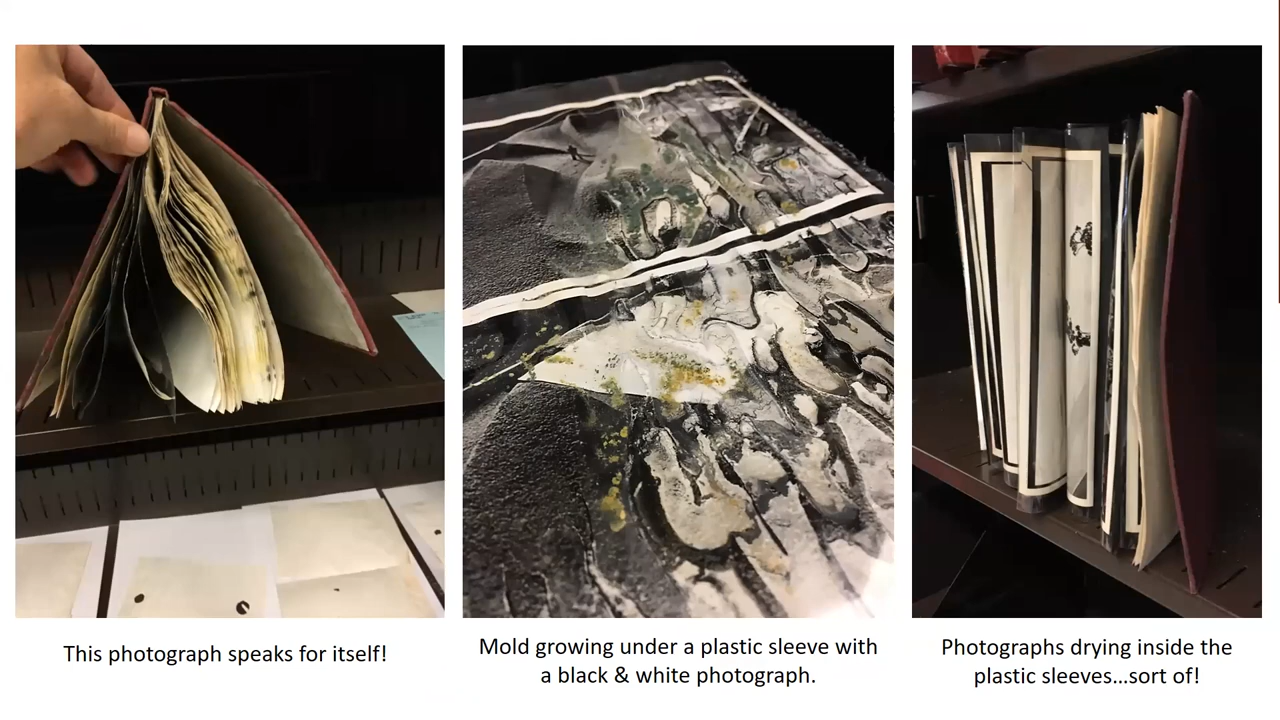 This photograph speaks for itself!
Mold growing under a plastic sleeve with
a black & white photograph.
Photographs drying inside the
plastic sleeves…sort of!